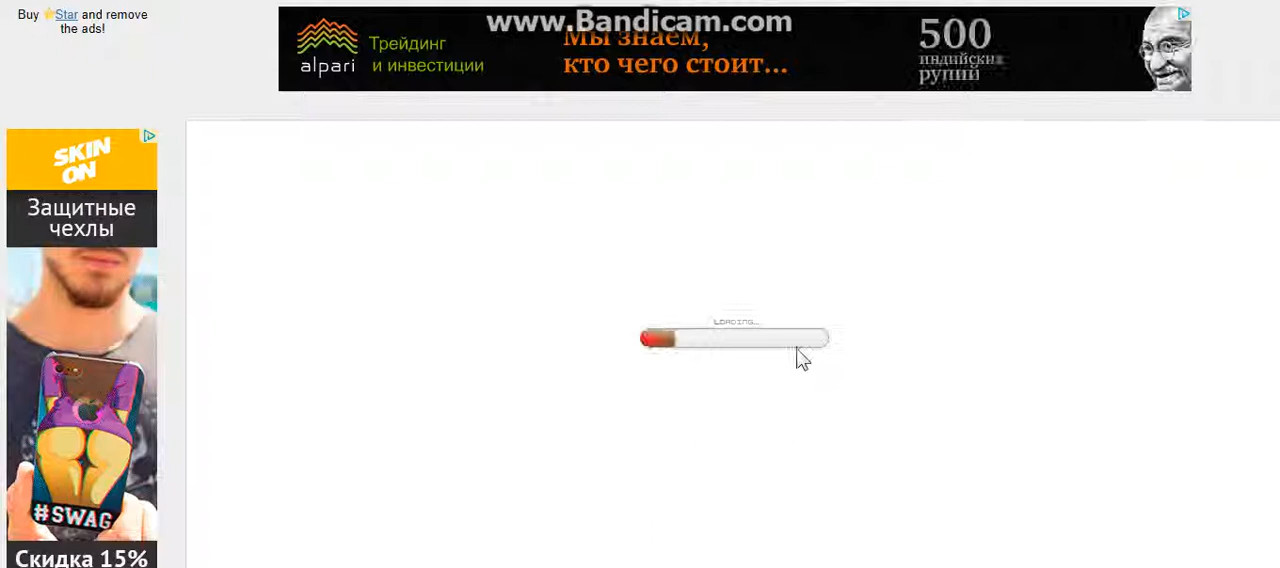 Buy ⭐Star and remove
the ads!
www.Bandicam.com
alpari
Трейдинг
и инвестиции
Мы знаем,
кто чего стоит...
500
индийских
рупий
SKIN
ON
Защитные
чехлы
#SWAG
Скидка 15%
LOADING...